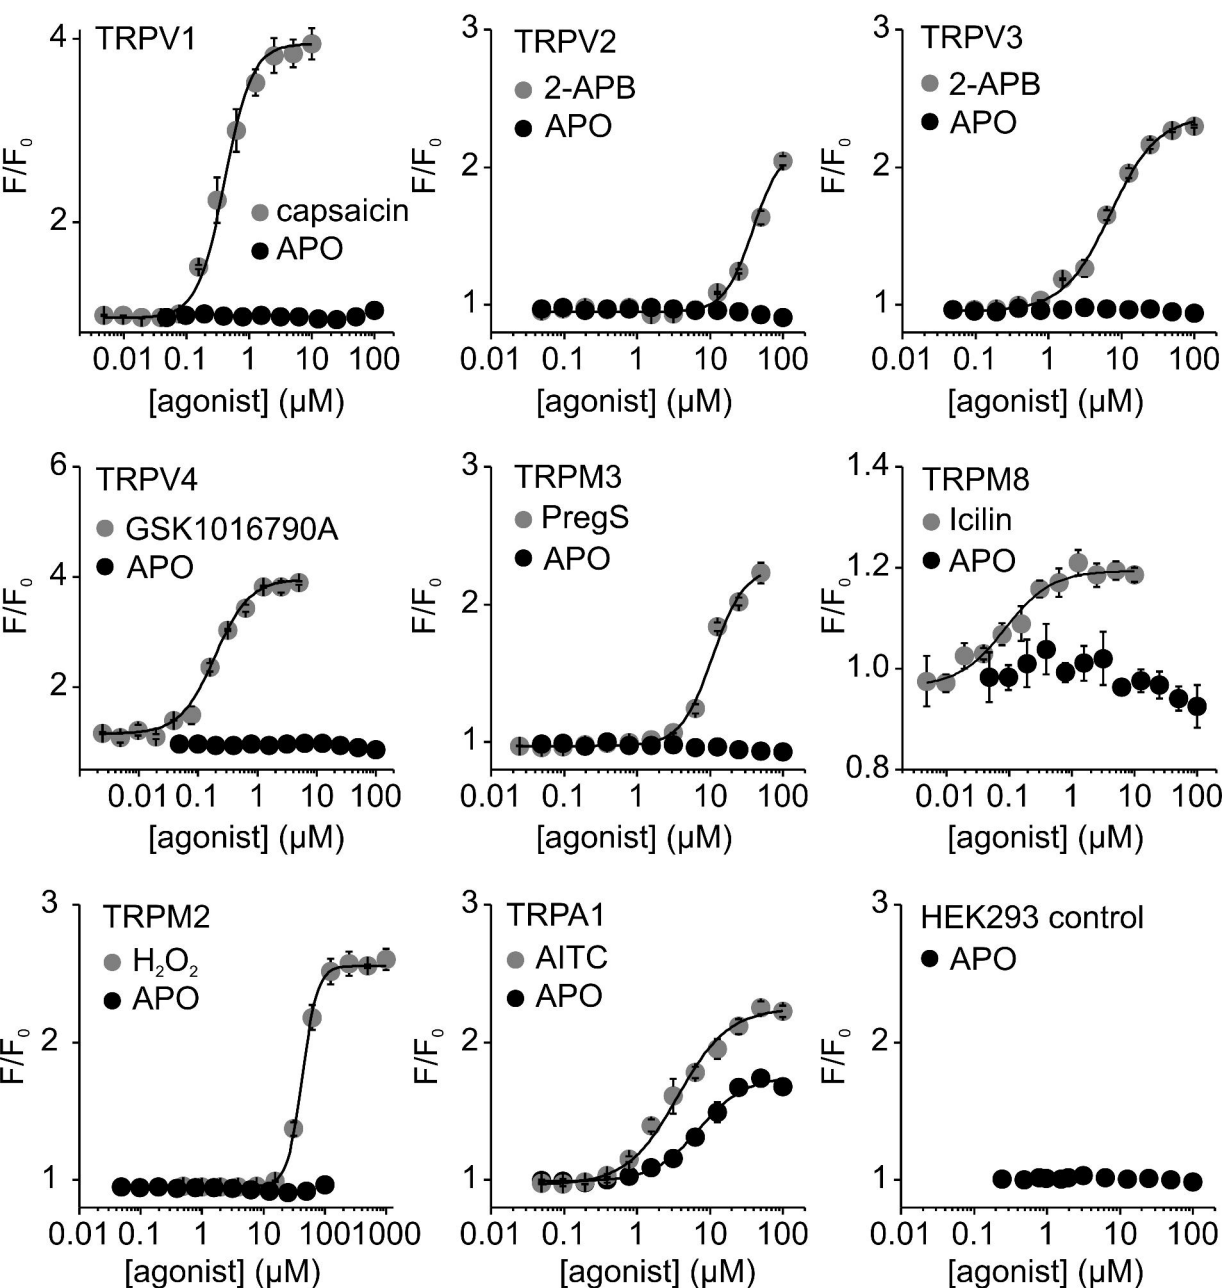 TRPV1
4
2
F/F0
capsaicin
APO
0.01 0.1 1 10 100
[agonist] (µM)
TRPV2
2-APB
APO
3
2
1
F/F0
0.01 0.1 1 10 100
[agonist] (µM)
TRPV3
2-APB
APO
3
2
1
F/F0
0.01 0.1 1 10 100
[agonist] (µM)
TRPV4
GSK1016790A
APO
6
4
2
F/F0
0.01 0.1 1 10 100
[agonist] (µM)
TRPM3
PregS
APO
3
2
1
F/F0
0.01 0.1 1 10 100
[agonist] (µM)
TRPM8
Icilin
APO
1.4
1.2
1.0
0.8
F/F0
0.01 0.1 1 10 100
[agonist] (µM)
TRPM2
H2O2
APO
3
2
1
F/F0
0.01 0.1 1 10 100 1000
[agonist] (µM)
TRPA1
AITC
APO
3
2
1
F/F0
0.01 0.1 1 10 100
[agonist] (µM)
HEK293 control
APO
3
2
1
F/F0
0.01 0.1 1 10 100
[agonist] (µM)